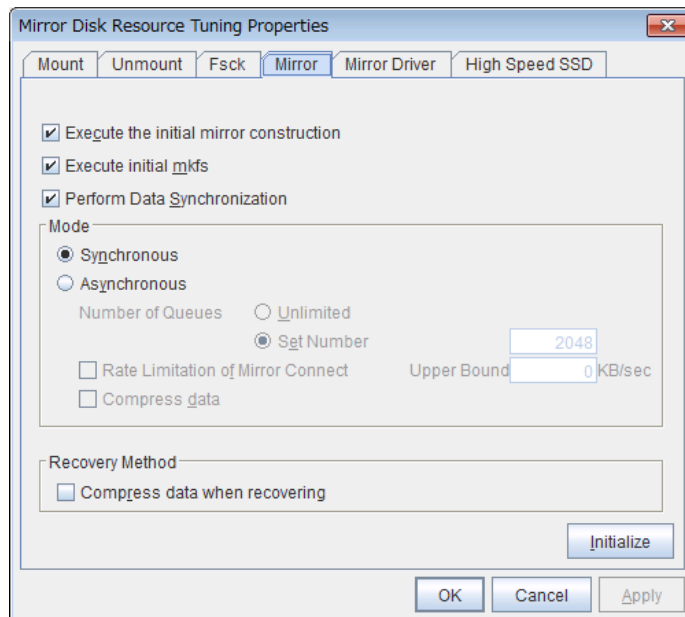 Mirror Disk Resource Tuning Properties
Mount Unmount Fsck Mirror Mirror Driver High Speed SSD
Execute the initial mirror construction
Execute initial mkfs
Perform Data Synchronization
Mode
Synchronous
Asynchronous
Number of Queues Unlimited
Set Number 2048
Rate Limitation of Mirror Connect Upper Bound 0 KB/sec
Compress data
Recovery Method
Compress data when recovering
Initialize
OK Cancel Apply